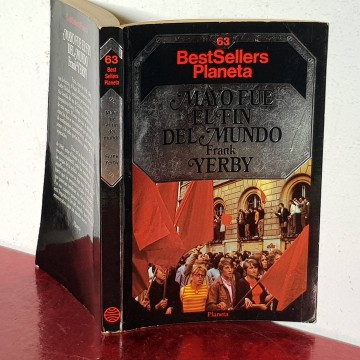 63
BestSellers
Planeta
MAYO FUE
EL FIN
DEL MUNDO
Frank
YERBY
Planeta
63
Best
Sellers
Planeta